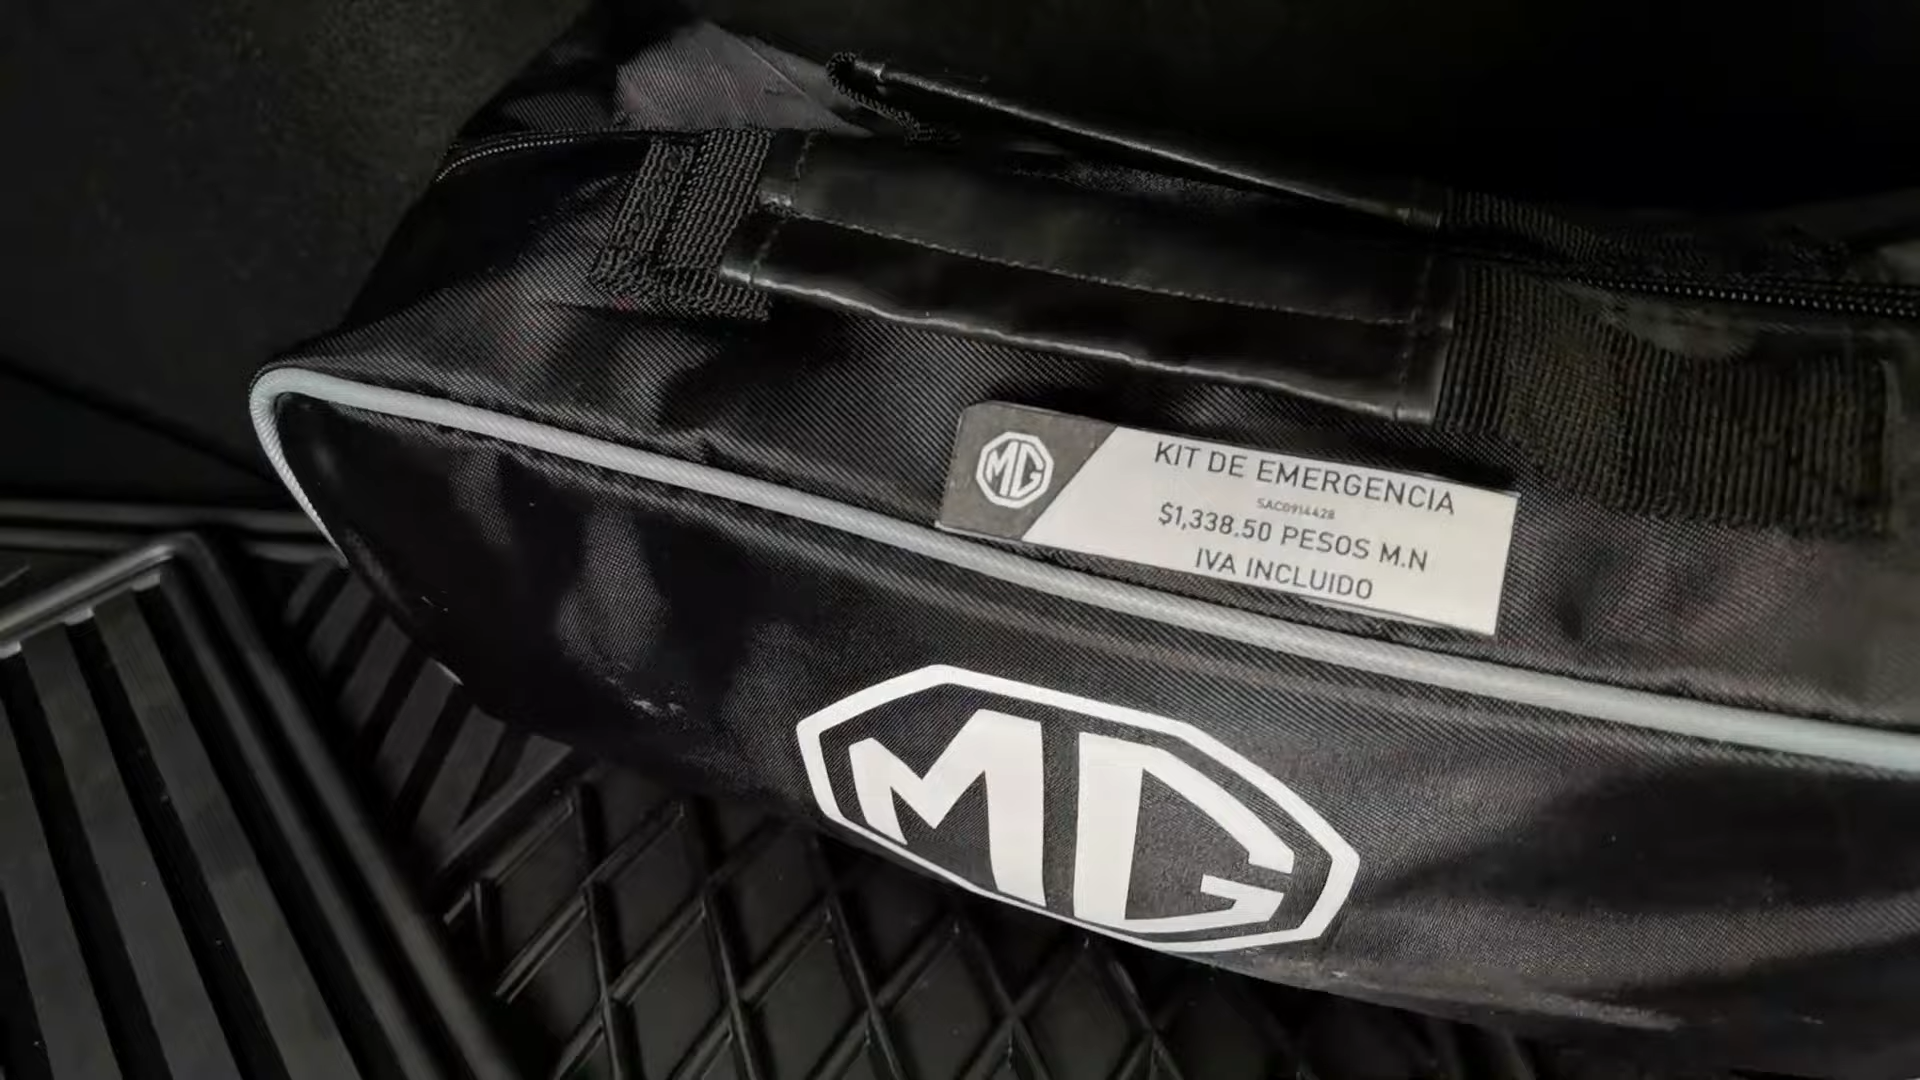 MG
KIT DE EMERGENCIA
SAC0914428
$1,338.50 PESOS M.N
IVA INCLUIDO
MG